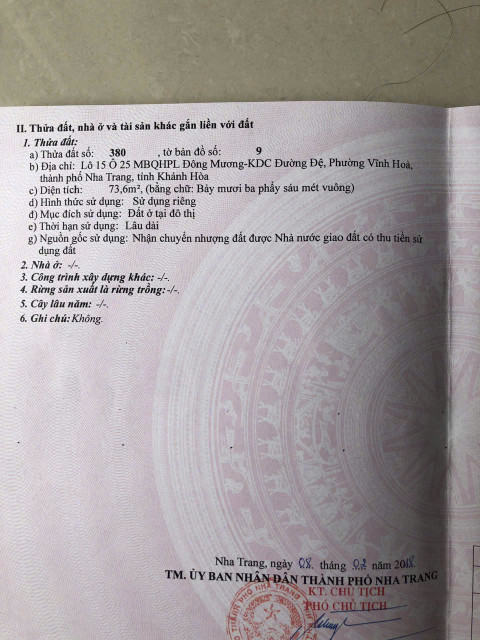 II. Thửa đất, nhà ở và tài sản khác gắn liền với đất
1. Thửa đất:
a) Thửa đất số: 380 , tờ bản đồ số: 9
b) Địa chỉ: Lô 15 Ô 25 MBQHPL Đông Mương-KDC Đường Đệ, Phường Vĩnh Hoà,
thành phố Nha Trang, tỉnh Khánh Hòa
c) Diện tích: 73,6m², (bằng chữ: Bảy mươi ba phẩy sáu mét vuông)
d) Hình thức sử dụng: Sử dụng riêng
đ) Mục đích sử dụng: Đất ở tại đô thị
e) Thời hạn sử dụng: Lâu dài
g) Nguồn gốc sử dụng: Nhận chuyển nhượng đất được Nhà nước giao đất có thu tiền sử
dụng đất
2. Nhà ở: -/-.
3. Công trình xây dựng khác: -/-.
4. Rừng sản xuất là rừng trồng: -/-.
5. Cây lâu năm: -/-.
6. Ghi chú: Không.
Nha Trang, ngày 08 tháng 02 năm 2018
TM. ỦY BAN NHÂN DÂN THÀNH PHỐ NHA TRANG
KT. CHỦ TỊCH
PHÓ CHỦ TỊCH